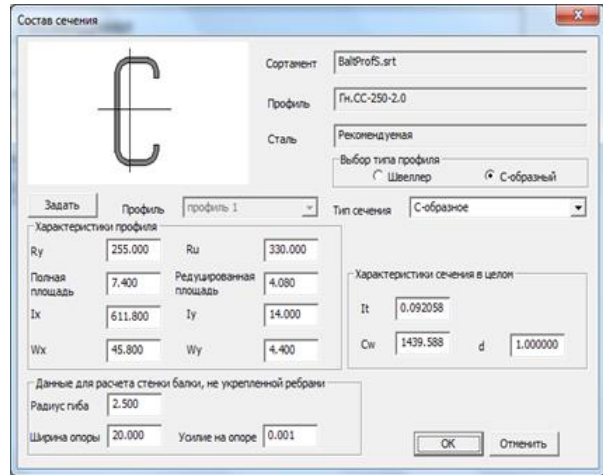 Состав сечения
Сортамент BaltProfS.srt
Профиль Гн.СС-250-2.0
Сталь Рекомендуемая
Выбор типа профиля
Швеллер С-образный
Задать Профиль профиль 1 Тип сечения С-образное
Характеристики профиля
Ry 255.000 Ru 330.000
Полная площадь 7.400 Редуцированная площадь 4.080
Ix 611.800 Iy 14.000
Wx 45.800 Wy 4.400
Характеристики сечения в целом
It 0.092058
Cw 1439.588 d 1.000000
Данные для расчета стенки балки, не укрепленной ребрами
Радиус гиба 2.500
Ширина опоры 20.000 Усилие на опоре 0.001
OK Отменить